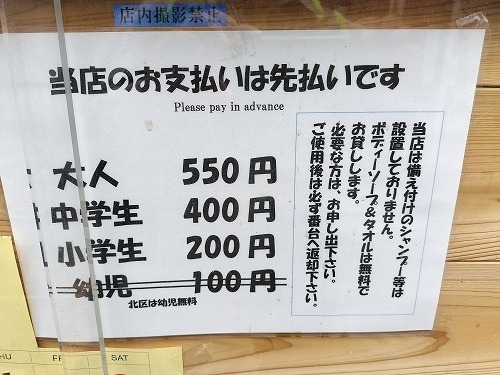 店内撮影禁止
当店のお支払いは先払いです
Please pay in advance
大人 550円
中学生 400円
小学生 200円
幼児 100円
北区は幼児無料
当店は備え付けのシャンプー等は
設置しておりません。
ボディーソープ&タオルは無料で
お貸しします。
必要な方は、お申し出下さい。
ご使用後は必ず番台へ返却下さい。
SAT